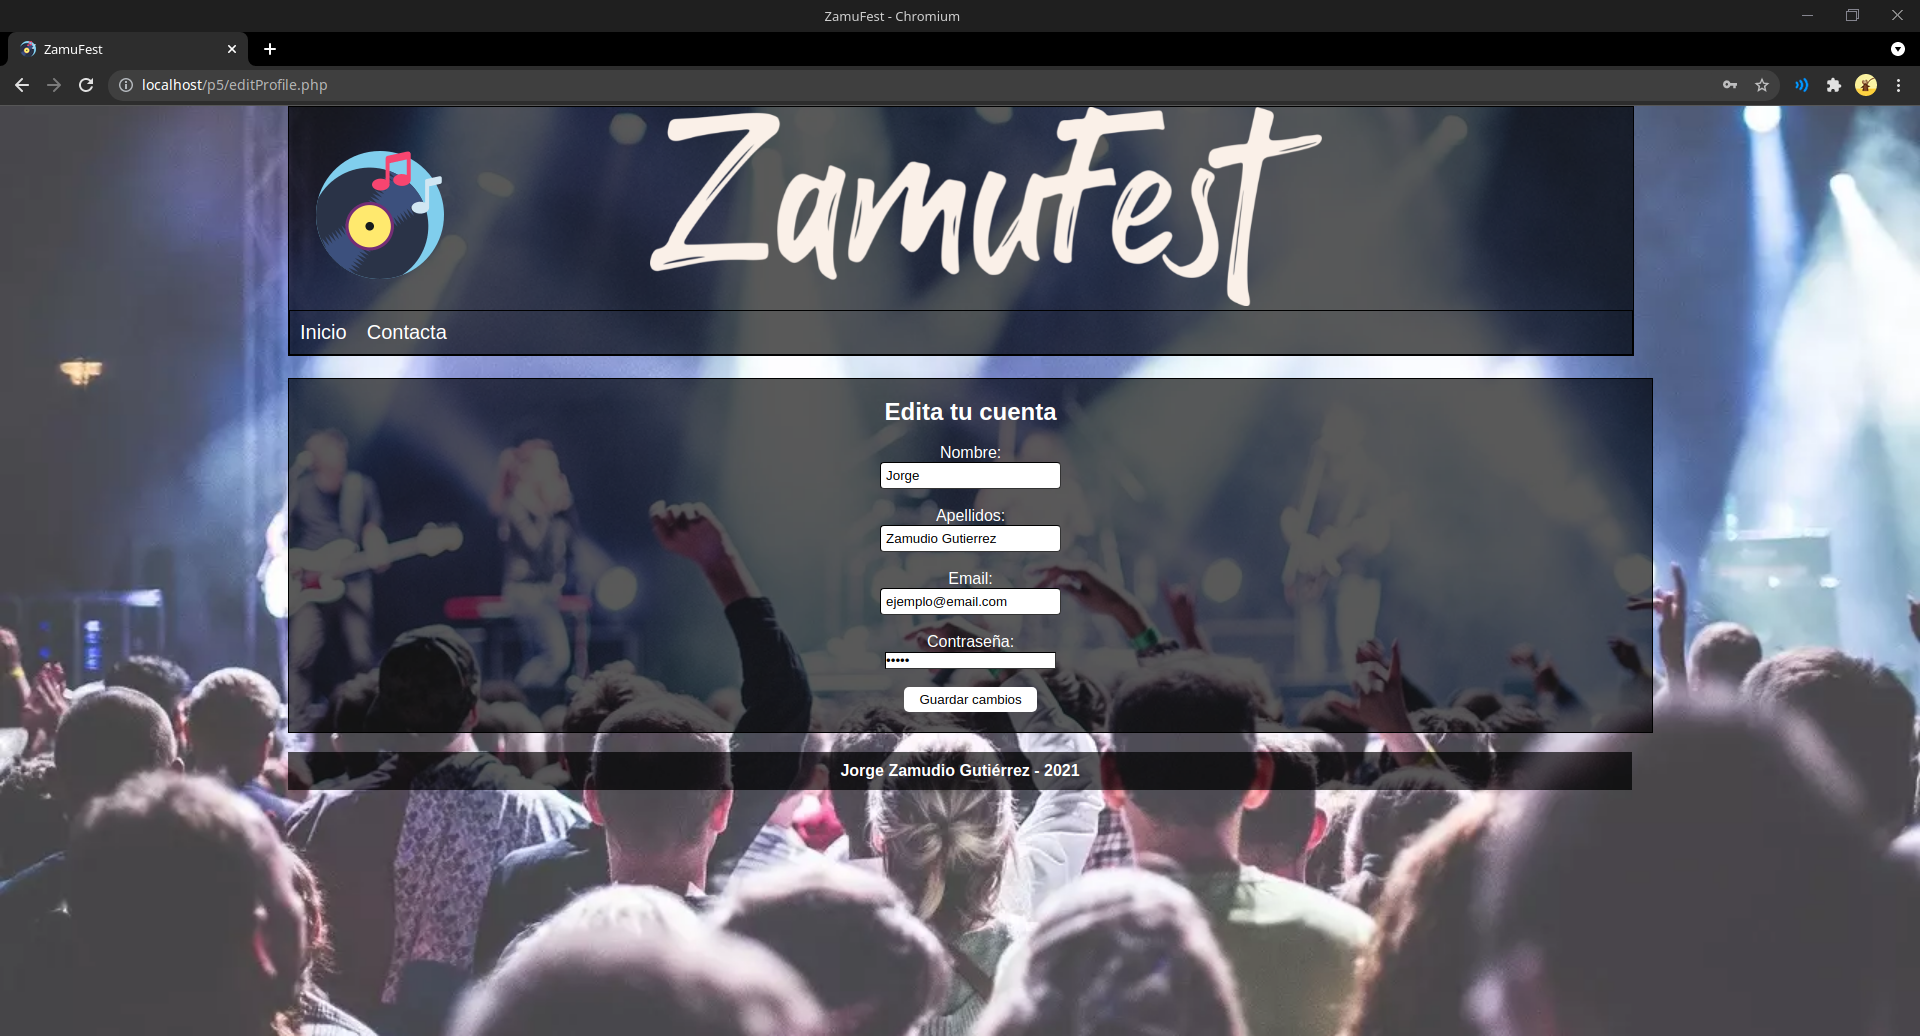 ZamuFest - Chromium
ZamuFest
localhost/p5/editProfile.php
ZamuFest
Inicio Contacta
Edita tu cuenta
Nombre:
Jorge
Apellidos:
Zamudio Gutierrez
Email:
ejemplo@email.com
Contraseña:
•••••
Guardar cambios
Jorge Zamudio Gutiérrez - 2021